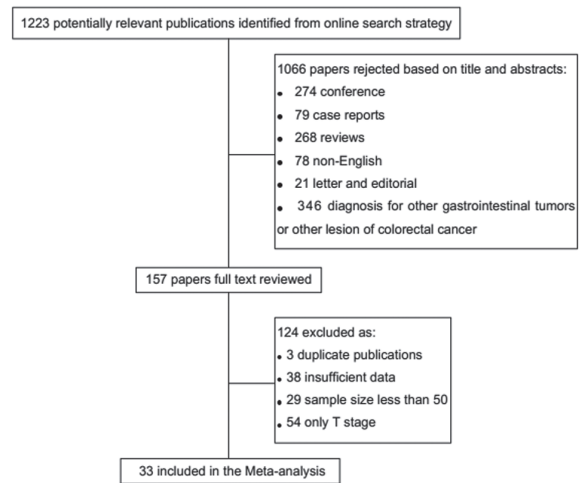 1223 potentially relevant publications identified from online search strategy
1066 papers rejected based on title and abstracts:
• 274 conference
• 79 case reports
• 268 reviews
• 78 non-English
• 21 letter and editorial
• 346 diagnosis for other gastrointestinal tumors
or other lesion of colorectal cancer
157 papers full text reviewed
124 excluded as:
• 3 duplicate publications
• 38 insufficient data
• 29 sample size less than 50
• 54 only T stage
33 included in the Meta-analysis